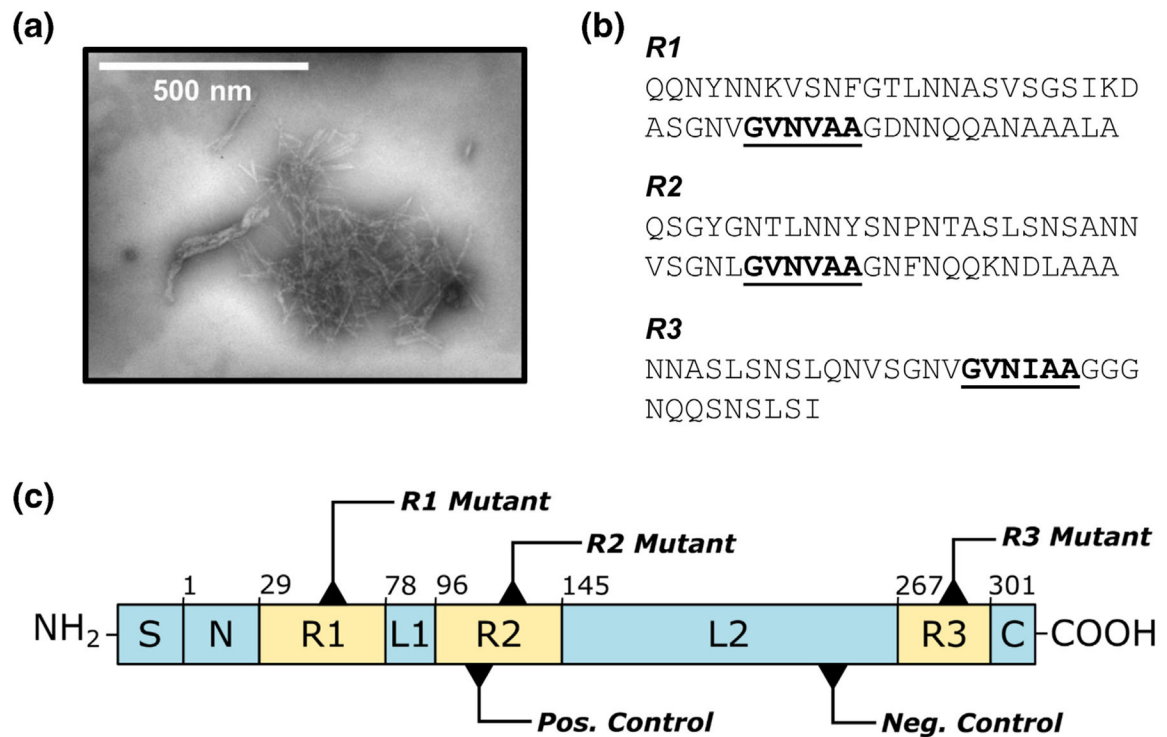 (a)
500 nm
(b)
R1
QQNYNNKVSNFGTLNNASVSGSIKD
ASGNVGVNVAAGDNNQQANAAALA
R2
QSGYGNTLNNYSNPNTASLSNSANN
VSGNLGVNVAAGNFNQQKNDLAAA
R3
NNASLSNSLQNVSGNVGVNIAAGGG
NQQSNSLSI
(c)
R1 Mutant
R2 Mutant
R3 Mutant
1 29 78 96 145 267 301
NH2 S N R1 L1 R2 L2 R3 C COOH
Pos. Control
Neg. Control